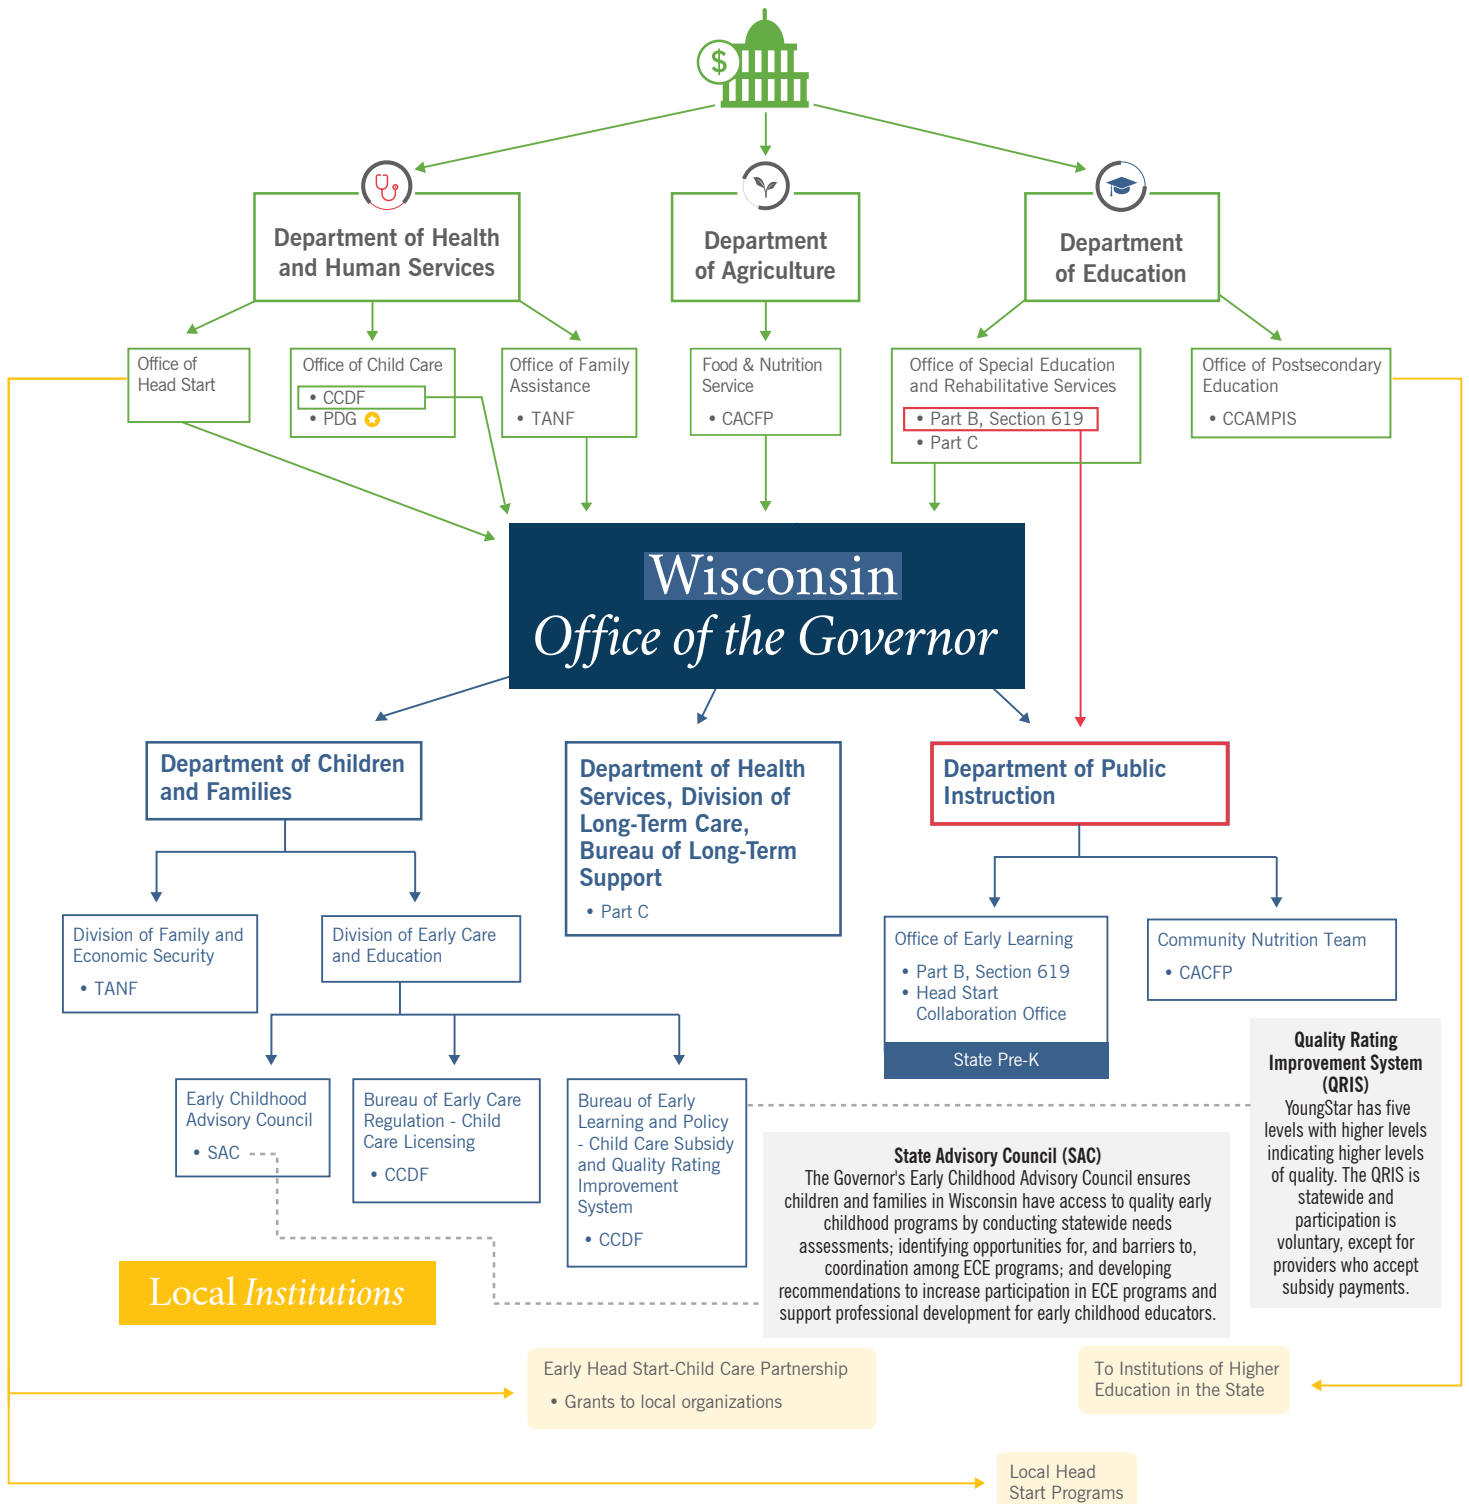 $
Department of Health
and Human Services
Department
of Agriculture
Department
of Education
Office of
Head Start
Office of Child Care
• CCDF
• PDG
Office of Family
Assistance
• TANF
Food & Nutrition
Service
• CACFP
Office of Special Education
and Rehabilitative Services
• Part B, Section 619
• Part C
Office of Postsecondary
Education
• CCAMPIS
Wisconsin
Office of the Governor
Department of Children
and Families
Department of Health
Services, Division of
Long-Term Care,
Bureau of Long-Term
Support
• Part C
Department of Public
Instruction
Division of Family and
Economic Security
• TANF
Division of Early Care
and Education
Office of Early Learning
• Part B, Section 619
• Head Start
Collaboration Office
State Pre-K
Community Nutrition Team
• CACFP
Early Childhood
Advisory Council
• SAC
Bureau of Early Care
Regulation - Child
Care Licensing
• CCDF
Bureau of Early
Learning and Policy
- Child Care Subsidy
and Quality Rating
Improvement
System
• CCDF
Quality Rating
Improvement System
(QRIS)
YoungStar has five
levels with higher levels
indicating higher levels
of quality. The QRIS is
statewide and
participation is
voluntary, except for
providers who accept
subsidy payments.
State Advisory Council (SAC)
The Governor's Early Childhood Advisory Council ensures
children and families in Wisconsin have access to quality early
childhood programs by conducting statewide needs
assessments; identifying opportunities for, and barriers to,
coordination among ECE programs; and developing
recommendations to increase participation in ECE programs and
support professional development for early childhood educators.
Local Institutions
Early Head Start-Child Care Partnership
• Grants to local organizations
To Institutions of Higher
Education in the State
Local Head
Start Programs